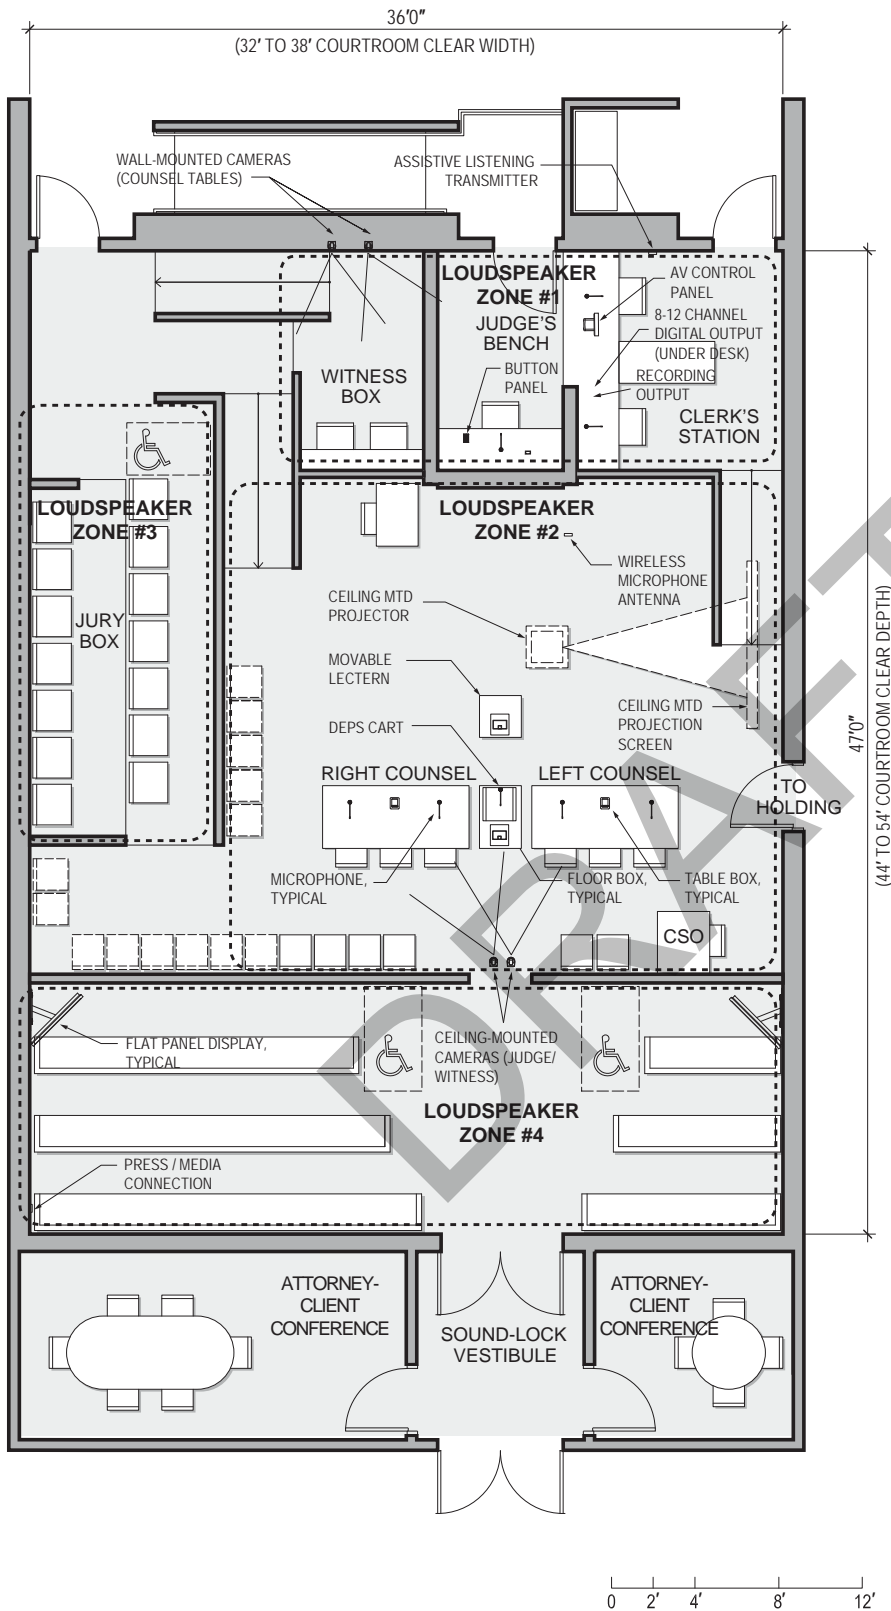 36'0"
(32' TO 38' COURTROOM CLEAR WIDTH)
WALL-MOUNTED CAMERAS
(COUNSEL TABLES)
ASSISTIVE LISTENING
TRANSMITTER
LOUDSPEAKER
ZONE #1
JUDGE'S
BENCH
AV CONTROL
PANEL
8-12 CHANNEL
DIGITAL OUTPUT
(UNDER DESK)
RECORDING
OUTPUT
BUTTON
PANEL
WITNESS
BOX
CLERK'S
STATION
LOUDSPEAKER
ZONE #3
LOUDSPEAKER
ZONE #2
WIRELESS
MICROPHONE
ANTENNA
CEILING MTD
PROJECTOR
JURY
BOX
MOVABLE
LECTERN
CEILING MTD
PROJECTION
SCREEN
DEPS CART
47'0"
(44' TO 54' COURTROOM CLEAR DEPTH)
RIGHT COUNSEL
LEFT COUNSEL
TO
HOLDING
MICROPHONE,
TYPICAL
FLOOR BOX,
TYPICAL
TABLE BOX,
TYPICAL
CSO
FLAT PANEL DISPLAY,
TYPICAL
CEILING-MOUNTED
CAMERAS (JUDGE/
WITNESS)
LOUDSPEAKER
ZONE #4
PRESS / MEDIA
CONNECTION
ATTORNEY-
CLIENT
CONFERENCE
SOUND-LOCK
VESTIBULE
ATTORNEY-
CLIENT
CONFERENCE
0 2' 4' 8' 12'
DRAFT